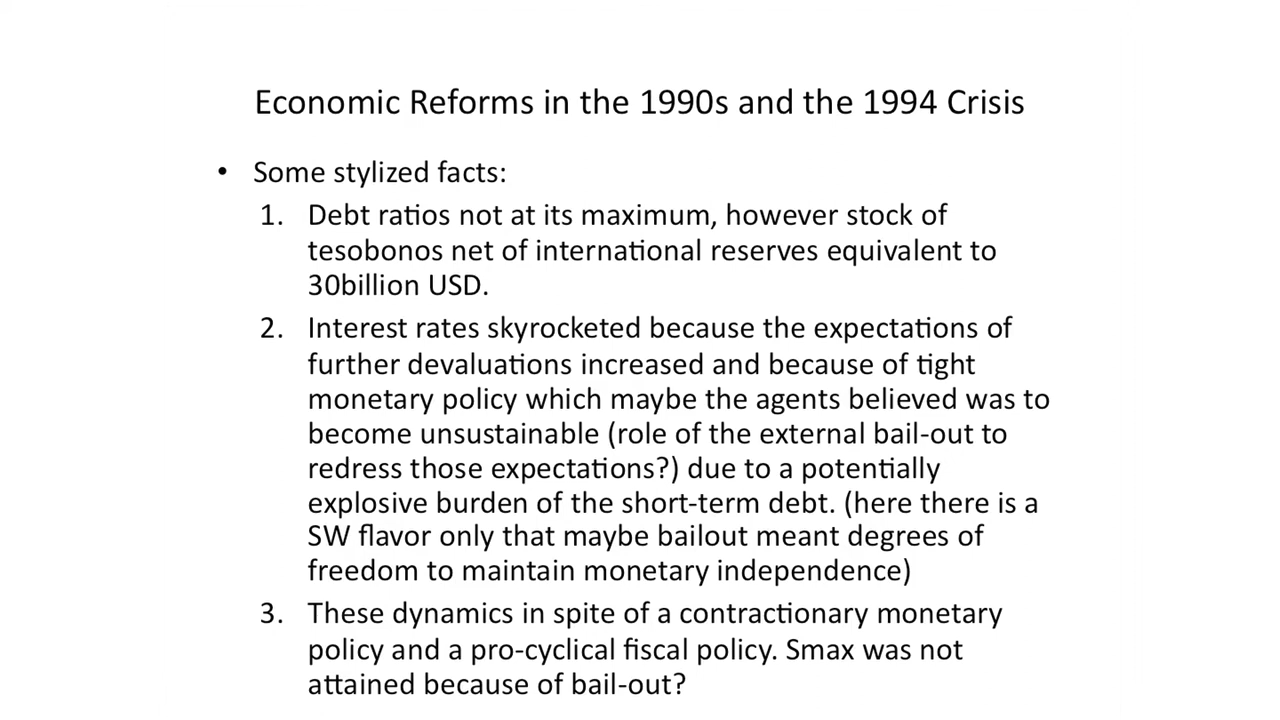 Economic Reforms in the 1990s and the 1994 Crisis
• Some stylized facts:
1. Debt ratios not at its maximum, however stock of
tesobonos net of international reserves equivalent to
30billion USD.
2. Interest rates skyrocketed because the expectations of
further devaluations increased and because of tight
monetary policy which maybe the agents believed was to
become unsustainable (role of the external bail-out to
redress those expectations?) due to a potentially
explosive burden of the short-term debt. (here there is a
SW flavor only that maybe bailout meant degrees of
freedom to maintain monetary independence)
3. These dynamics in spite of a contractionary monetary
policy and a pro-cyclical fiscal policy. Smax was not
attained because of bail-out?